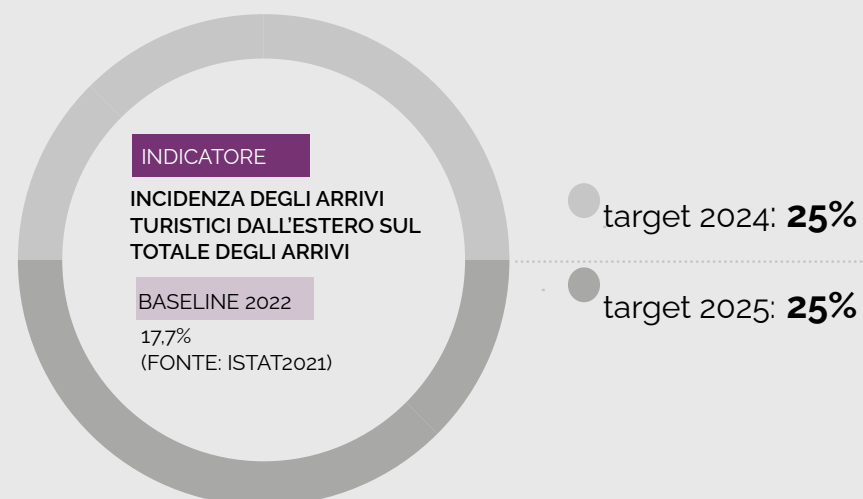 INDICATORE
INCIDENZA DEGLI ARRIVI
TURISTICI DALL'ESTERO SUL
TOTALE DEGLI ARRIVI
BASELINE 2022
17,7%
(FONTE: ISTAT2021)
target 2024: 25%
target 2025: 25%